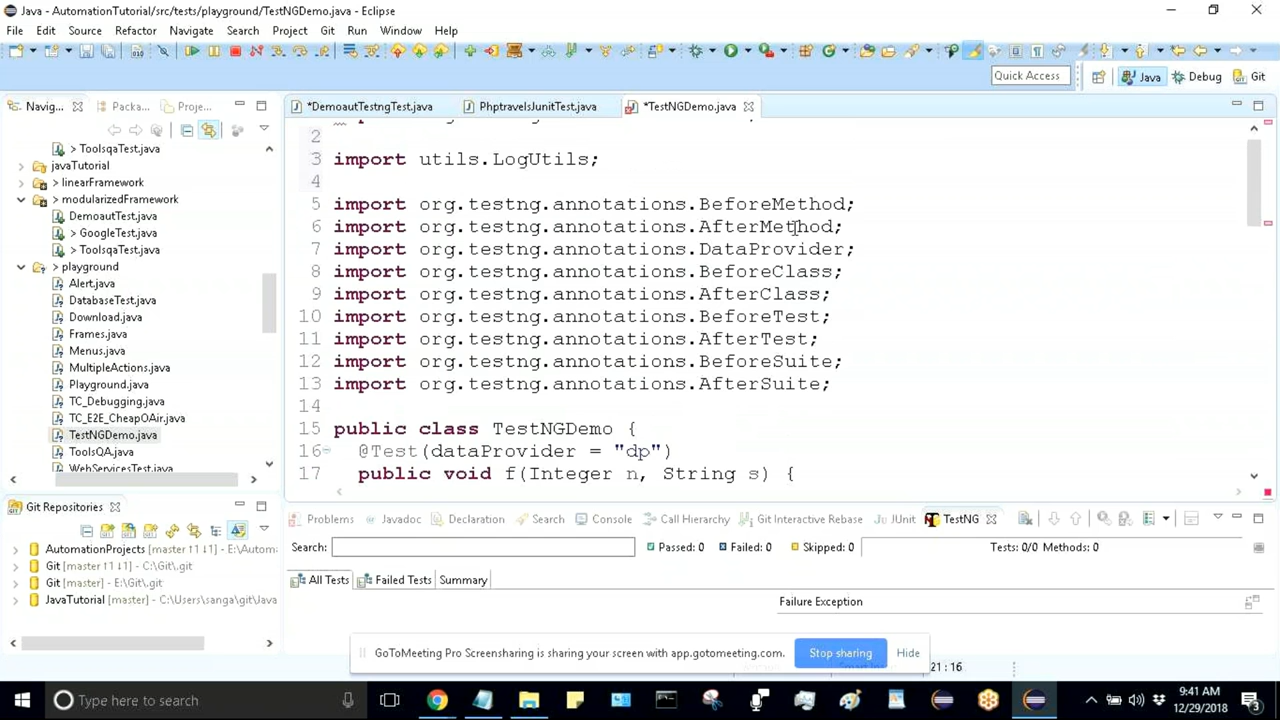 Java - AutomationTutorial/src/tests/playground/TestNGDemo.java - Eclipse
File Edit Source Refactor Navigate Search Project Git Run Window Help
Quick Access Java Debug Git
Navig... Packa... Proje...
*DemoautTestngTest.java PhptravelsJunitTest.java *TestNGDemo.java
> ToolsqaTest.java
javaTutorial
> linearFramework
> modularizedFramework
DemoautTest.java
> GoogleTest.java
> ToolsqaTest.java
> playground
Alert.java
DatabaseTest.java
Download.java
Frames.java
Menus.java
MultipleActions.java
Playground.java
TC_Debugging.java
TC_E2E_CheapOAir.java
TestNGDemo.java
ToolsQA.java
WebServicesTest.java
2
3 import utils.LogUtils;
4
5 import org.testng.annotations.BeforeMethod;
6 import org.testng.annotations.AfterMethod;
7 import org.testng.annotations.DataProvider;
8 import org.testng.annotations.BeforeClass;
9 import org.testng.annotations.AfterClass;
10 import org.testng.annotations.BeforeTest;
11 import org.testng.annotations.AfterTest;
12 import org.testng.annotations.BeforeSuite;
13 import org.testng.annotations.AfterSuite;
14
15 public class TestNGDemo {
16 @Test(dataProvider = "dp")
17 public void f(Integer n, String s) {
Git Repositories
AutomationProjects [master ↑1 ↓1] - E:\Autom
Git [master ↑1 ↓1] - C:\Git\.git
Git [master] - E:\Git\.git
JavaTutorial [master] - C:\Users\sanga\git\Java
Problems Javadoc Declaration Search Console Call Hierarchy Git Interactive Rebase JUnit TestNG
Search: Passed: 0 Failed: 0 Skipped: 0 Tests: 0/0 Methods: 0
All Tests Failed Tests Summary
Failure Exception
GoToMeeting Pro Screensharing is sharing your screen with app.gotomeeting.com. Stop sharing Hide
21 : 16
Type here to search
9:41 AM
12/29/2018
3